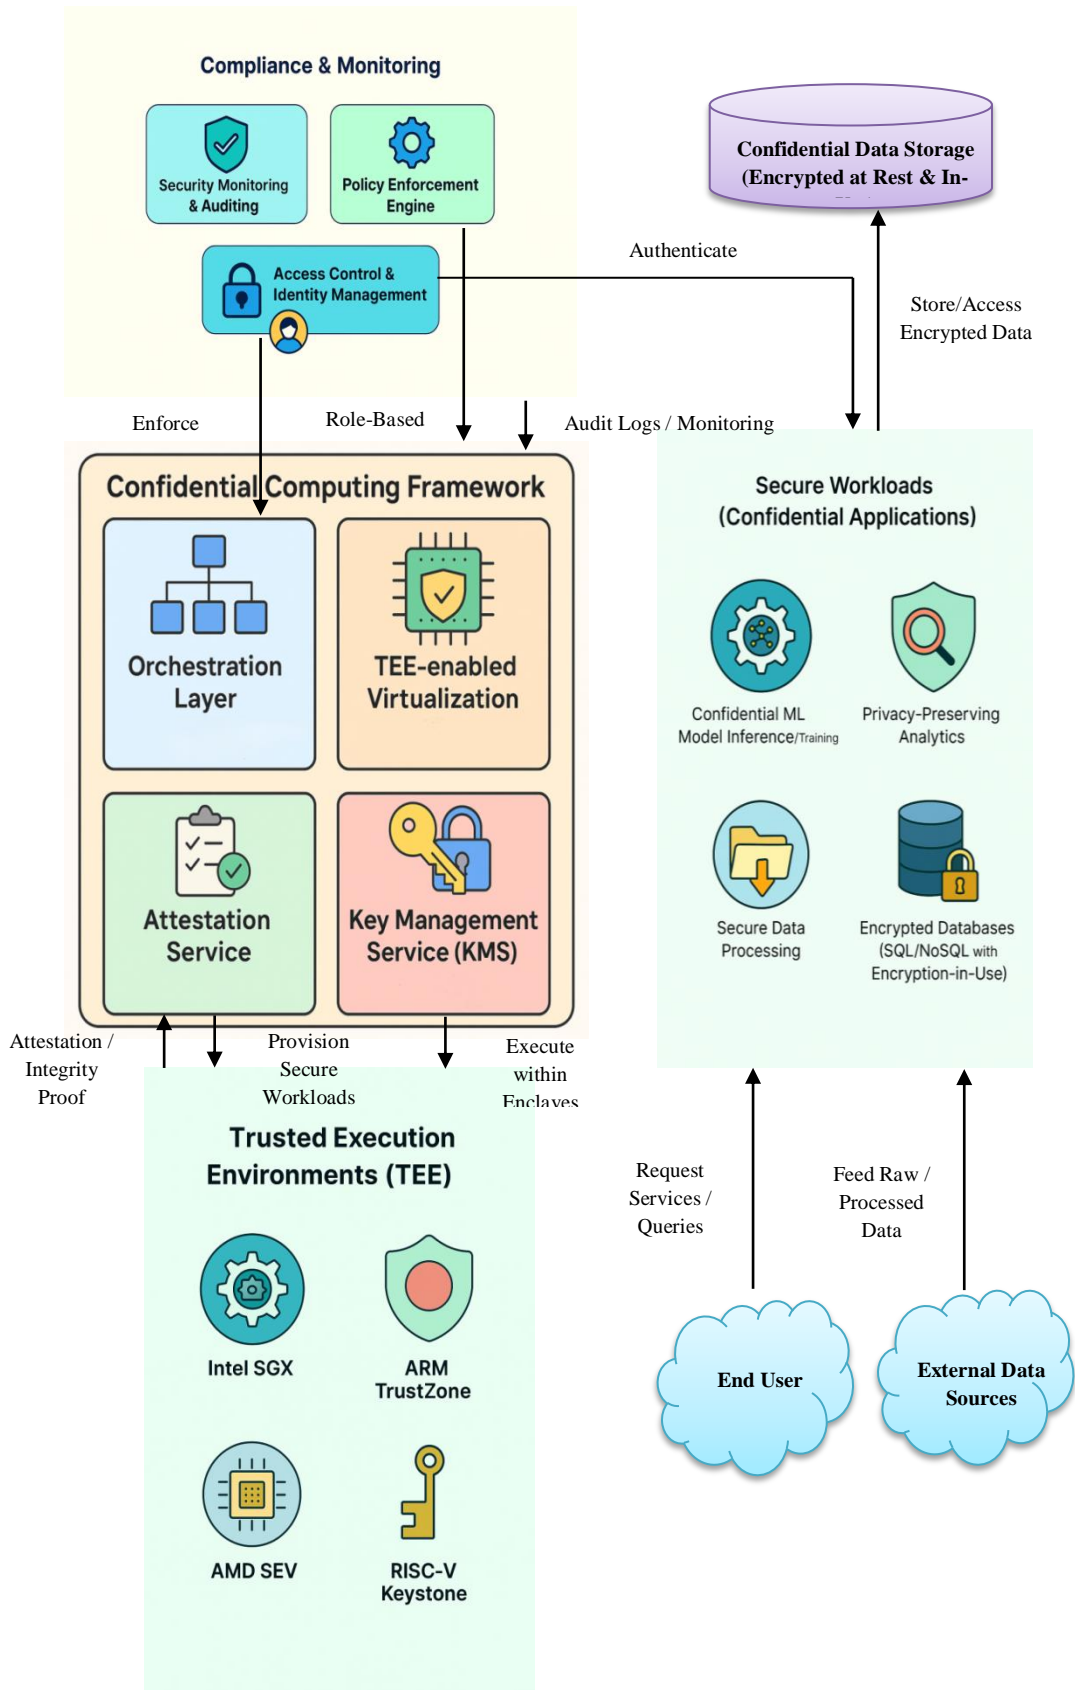 Compliance & Monitoring
Security Monitoring
& Auditing
Policy Enforcement
Engine
Access Control &
Identity Management
Confidential Data Storage
(Encrypted at Rest & In-
Authenticate
Store/Access
Encrypted Data
Enforce
Role-Based
Audit Logs / Monitoring
Confidential Computing Framework
Orchestration
Layer
TEE-enabled
Virtualization
Attestation
Service
Key Management
Service (KMS)
Secure Workloads
(Confidential Applications)
Confidential ML
Model Inference/Training
Privacy-Preserving
Analytics
Secure Data
Processing
Encrypted Databases
(SQL/NoSQL with
Encryption-in-Use)
Attestation /
Integrity
Proof
Provision
Secure
Workloads
Execute
within
Enclaves
Trusted Execution
Environments (TEE)
Intel SGX
ARM
TrustZone
AMD SEV
RISC-V
Keystone
Request
Services /
Queries
Feed Raw /
Processed
Data
End User
External Data
Sources